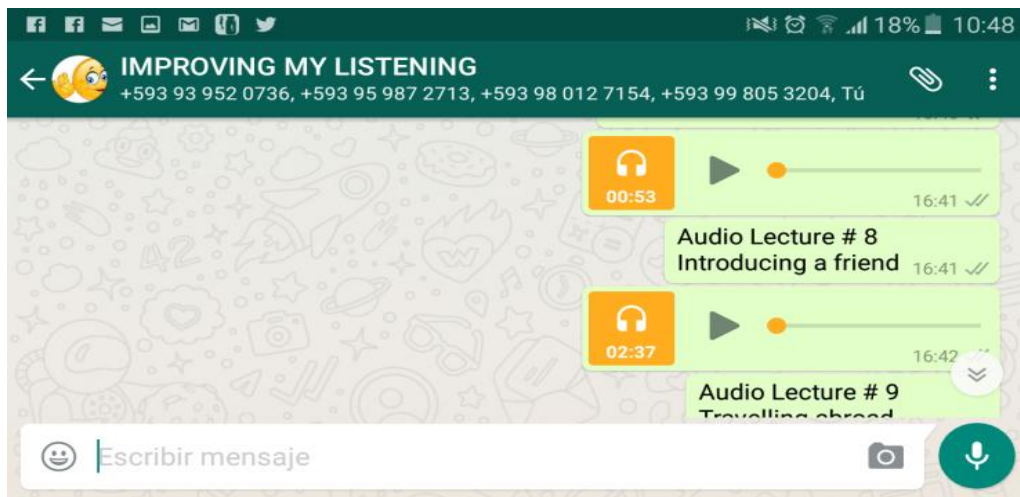 18% 10:48
IMPROVING MY LISTENING
+593 93 952 0736, +593 95 987 2713, +593 98 012 7154, +593 99 805 3204, Tú
00:53
16:41
Audio Lecture # 8
Introducing a friend 16:41
02:37
16:42
Audio Lecture # 9
Travelling abroad
Escribir mensaje